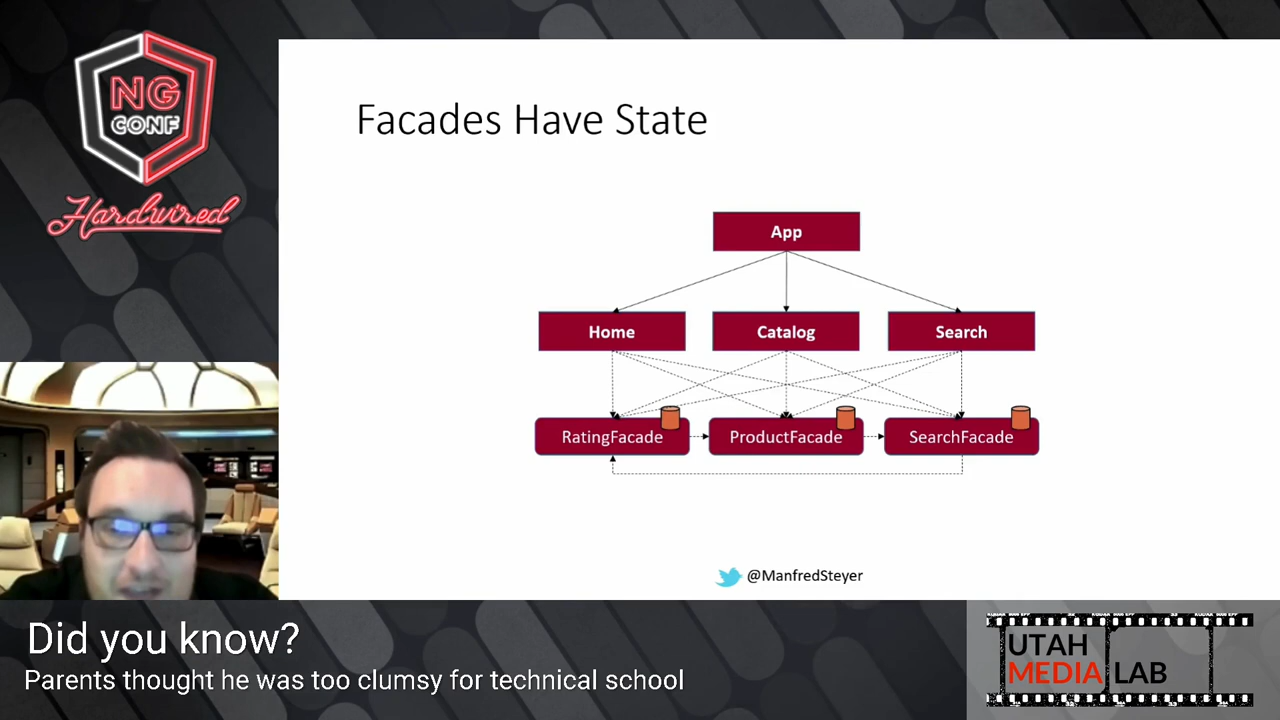 NG
CONF
Hardwired
Facades Have State
App
Home
Catalog
Search
RatingFacade
ProductFacade
SearchFacade
@ManfredSteyer
Did you know?
Parents thought he was too clumsy for technical school
UTAH
MEDIA LAB